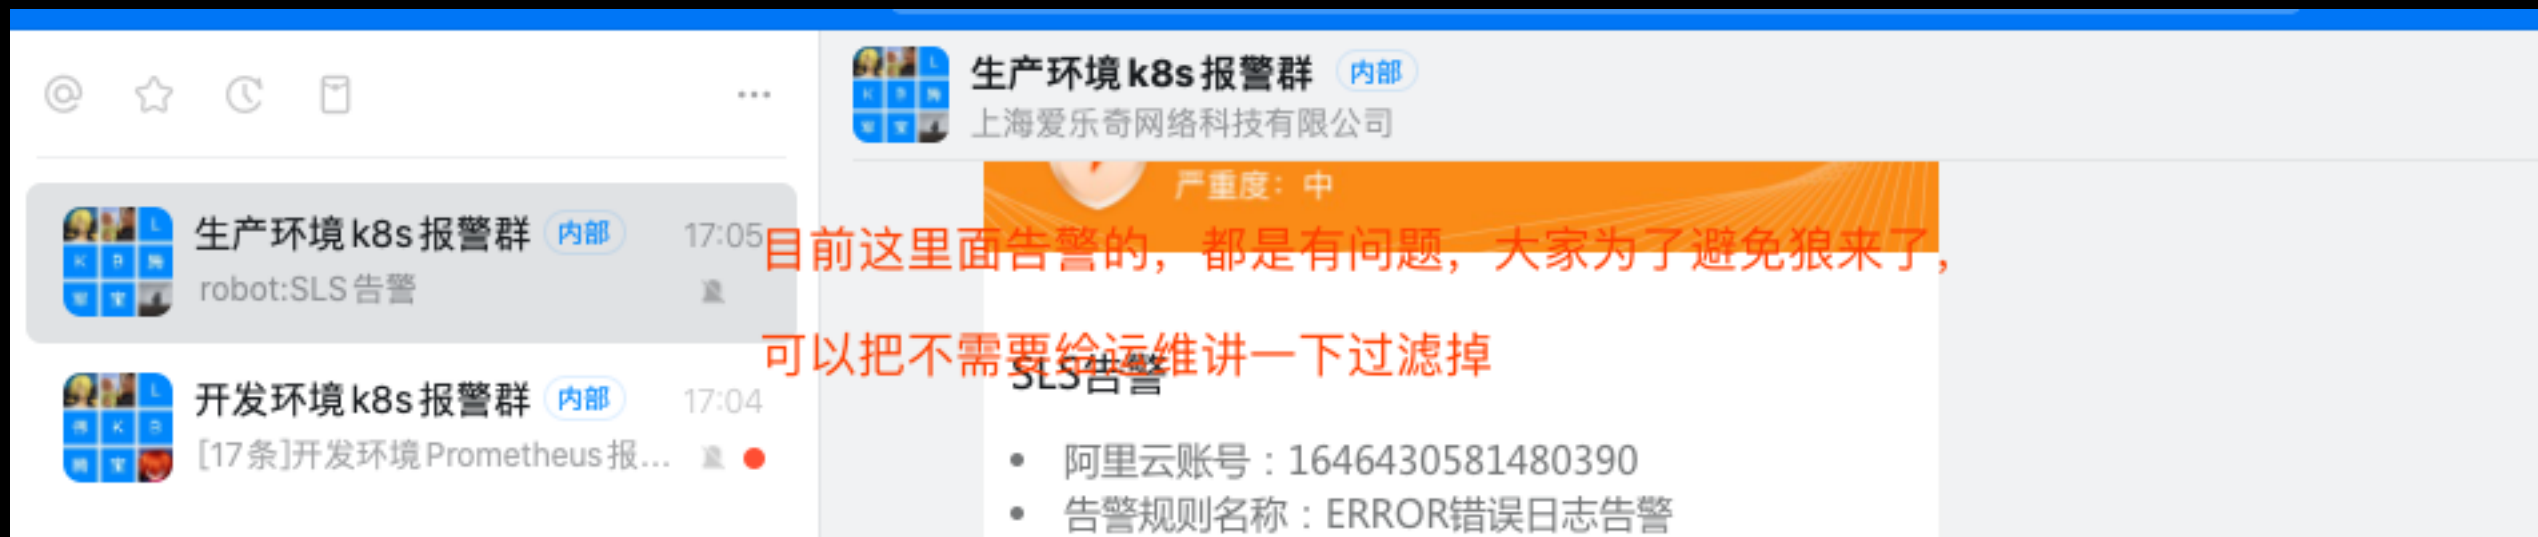 生产环境k8s报警群 内部
上海爱乐奇网络科技有限公司
生产环境k8s报警群 内部 17:05
robot:SLS告警
开发环境k8s报警群 内部 17:04
[17条]开发环境Prometheus报...
严重度：中
目前这里面告警的，都是有问题，大家为了避免狼来了，
可以把不需要给运维讲一下过滤掉
SLS告警
• 阿里云账号：1646430581480390
• 告警规则名称：ERROR错误日志告警